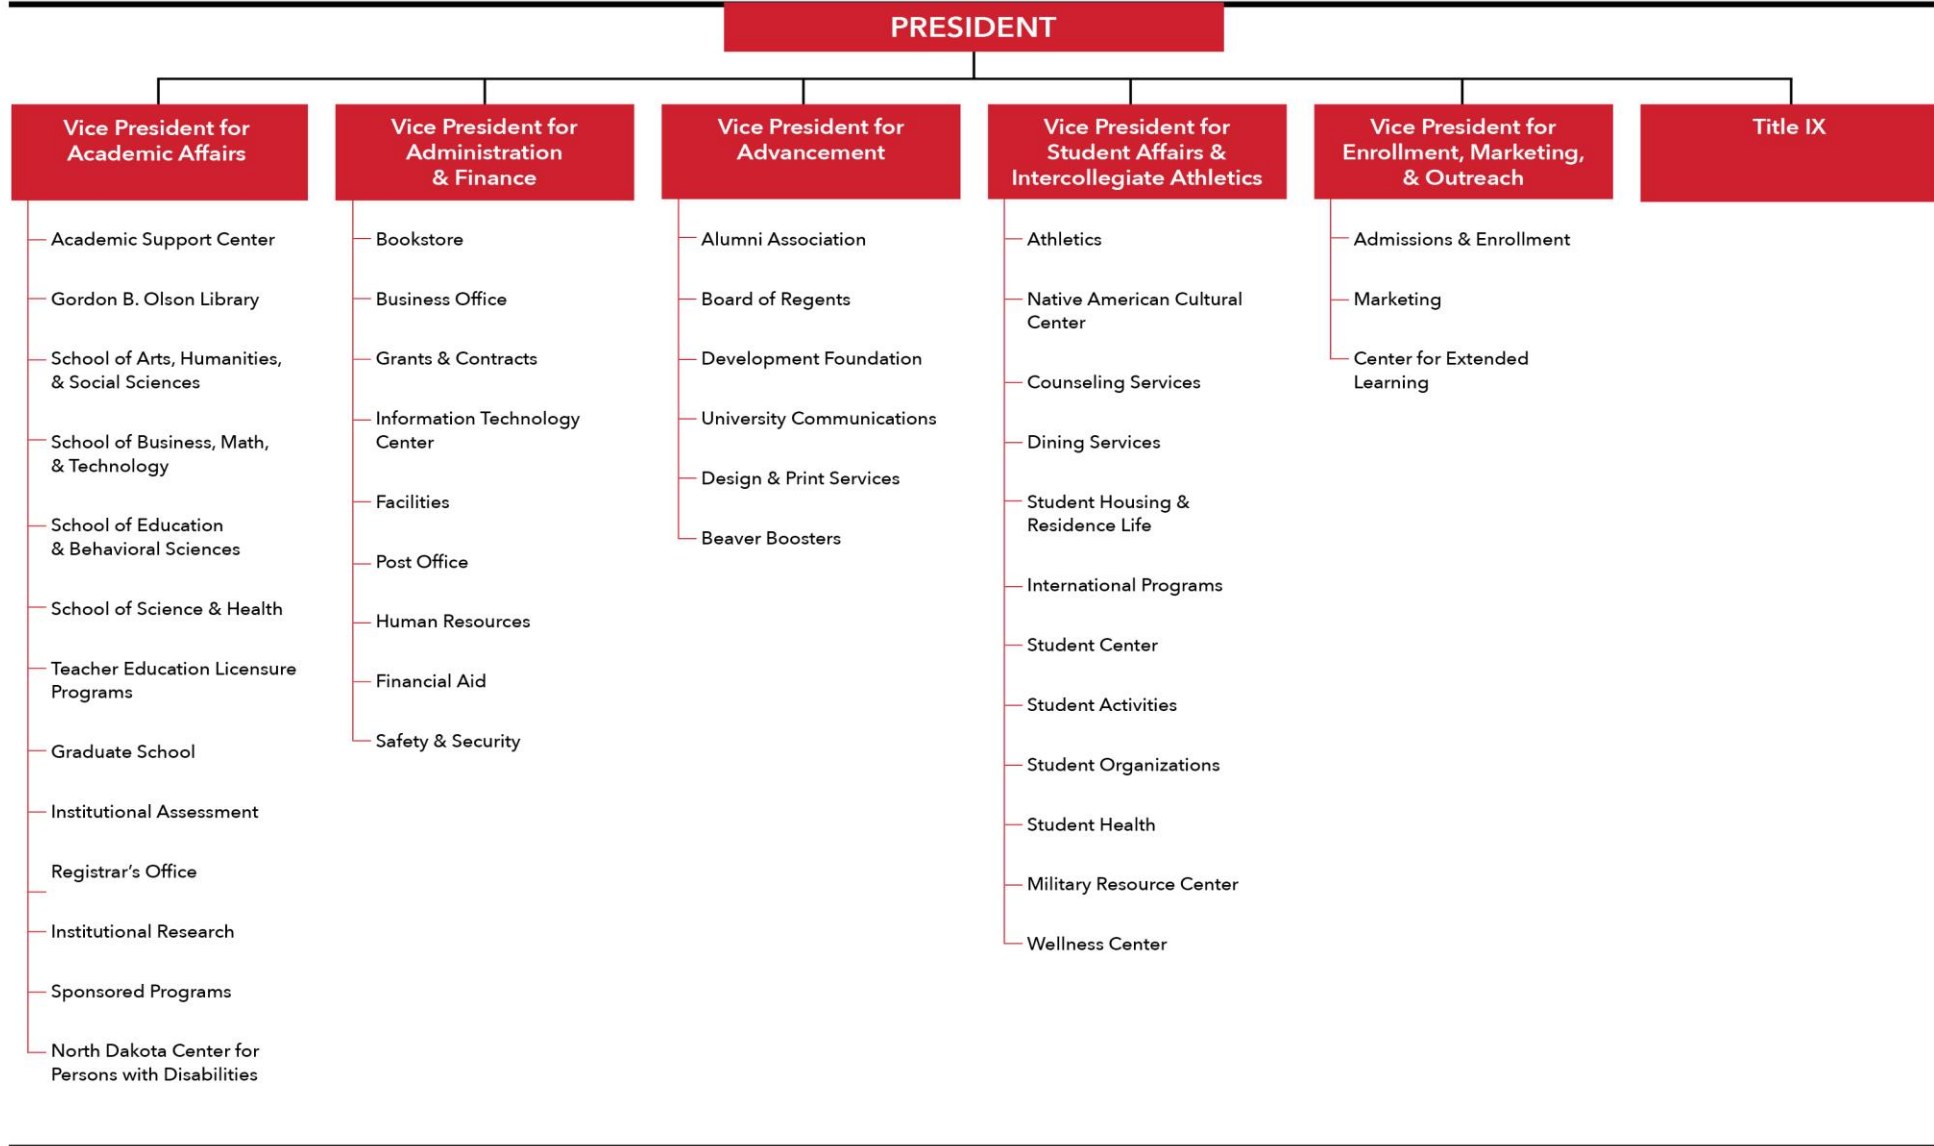 PRESIDENT
Vice President for
Academic Affairs
Academic Support Center
Gordon B. Olson Library
School of Arts, Humanities,
& Social Sciences
School of Business, Math,
& Technology
School of Education
& Behavioral Sciences
School of Science & Health
Teacher Education Licensure
Programs
Graduate School
Institutional Assessment
Registrar’s Office
Institutional Research
Sponsored Programs
North Dakota Center for
Persons with Disabilities
Vice President for
Administration
& Finance
Bookstore
Business Office
Grants & Contracts
Information Technology
Center
Facilities
Post Office
Human Resources
Financial Aid
Safety & Security
Vice President for
Advancement
Alumni Association
Board of Regents
Development Foundation
University Communications
Design & Print Services
Beaver Boosters
Vice President for
Student Affairs &
Intercollegiate Athletics
Athletics
Native American Cultural
Center
Counseling Services
Dining Services
Student Housing &
Residence Life
International Programs
Student Center
Student Activities
Student Organizations
Student Health
Military Resource Center
Wellness Center
Vice President for
Enrollment, Marketing,
& Outreach
Admissions & Enrollment
Marketing
Center for Extended
Learning
Title IX